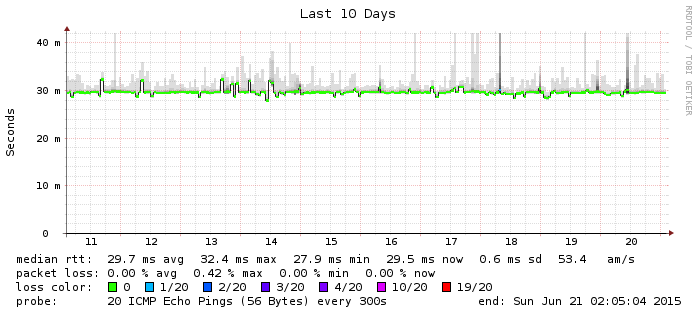 Last 10 Days
RRDTOOL / TOBI OETIKER
Seconds
40 m
30 m
20 m
10 m
0
11 12 13 14 15 16 17 18 19 20
median rtt: 29.7 ms avg 32.4 ms max 27.9 ms min 29.5 ms now 0.6 ms sd 53.4 am/s
packet loss: 0.00 % avg 0.42 % max 0.00 % min 0.00 % now
loss color: 0 1/20 2/20 3/20 4/20 10/20 19/20
probe: 20 ICMP Echo Pings (56 Bytes) every 300s end: Sun Jun 21 02:05:04 2015